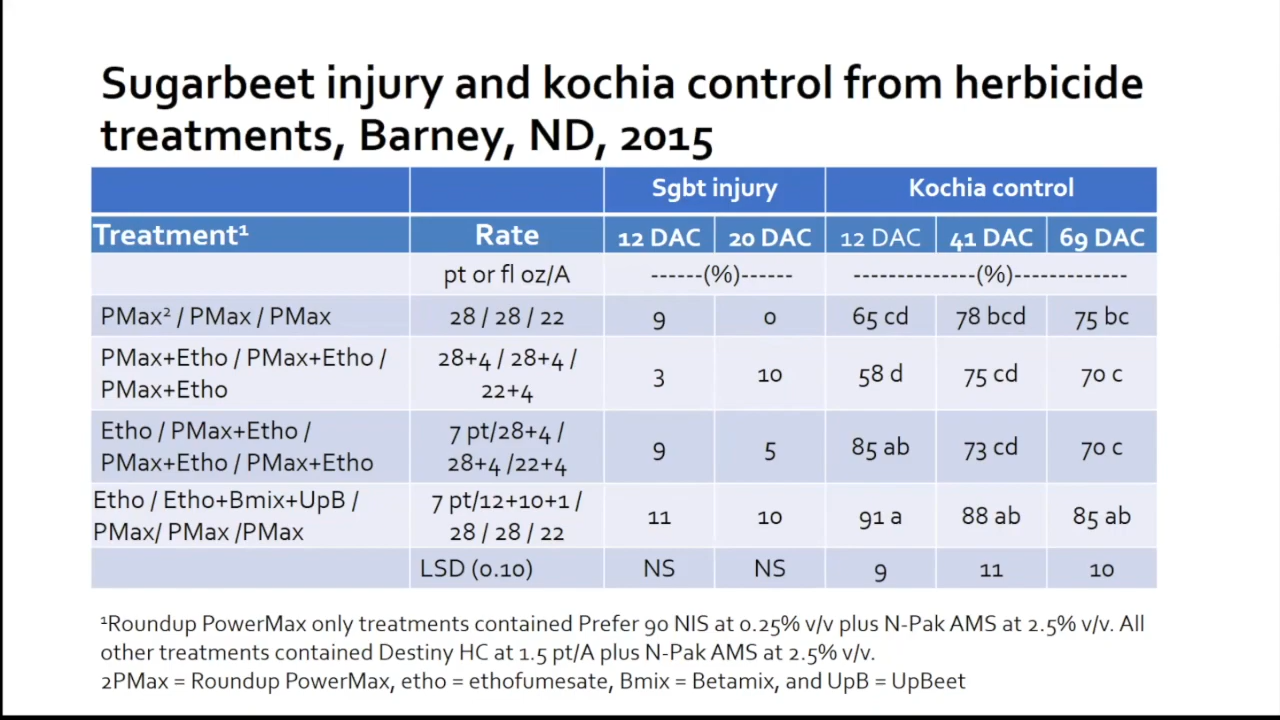 Sugarbeet injury and kochia control from herbicide
treatments, Barney, ND, 2015
Sgbt injury Kochia control
Treatment¹ Rate 12 DAC 20 DAC 12 DAC 41 DAC 69 DAC
pt or fl oz/A ------(%)------ --------------(%)-------------
PMax² / PMax / PMax 28 / 28 / 22 9 0 65 cd 78 bcd 75 bc
PMax+Etho / PMax+Etho / 28+4 / 28+4 /
PMax+Etho 22+4 3 10 58 d 75 cd 70 c
Etho / PMax+Etho / 7 pt/28+4 /
PMax+Etho / PMax+Etho 28+4 /22+4 9 5 85 ab 73 cd 70 c
Etho / Etho+Bmix+UpB / 7 pt/12+10+1 /
PMax/ PMax /PMax 28 / 28 / 22 11 10 91 a 88 ab 85 ab
LSD (0.10) NS NS 9 11 10
¹Roundup PowerMax only treatments contained Prefer 90 NIS at 0.25% v/v plus N-Pak AMS at 2.5% v/v. All
other treatments contained Destiny HC at 1.5 pt/A plus N-Pak AMS at 2.5% v/v.
2PMax = Roundup PowerMax, etho = ethofumesate, Bmix = Betamix, and UpB = UpBeet